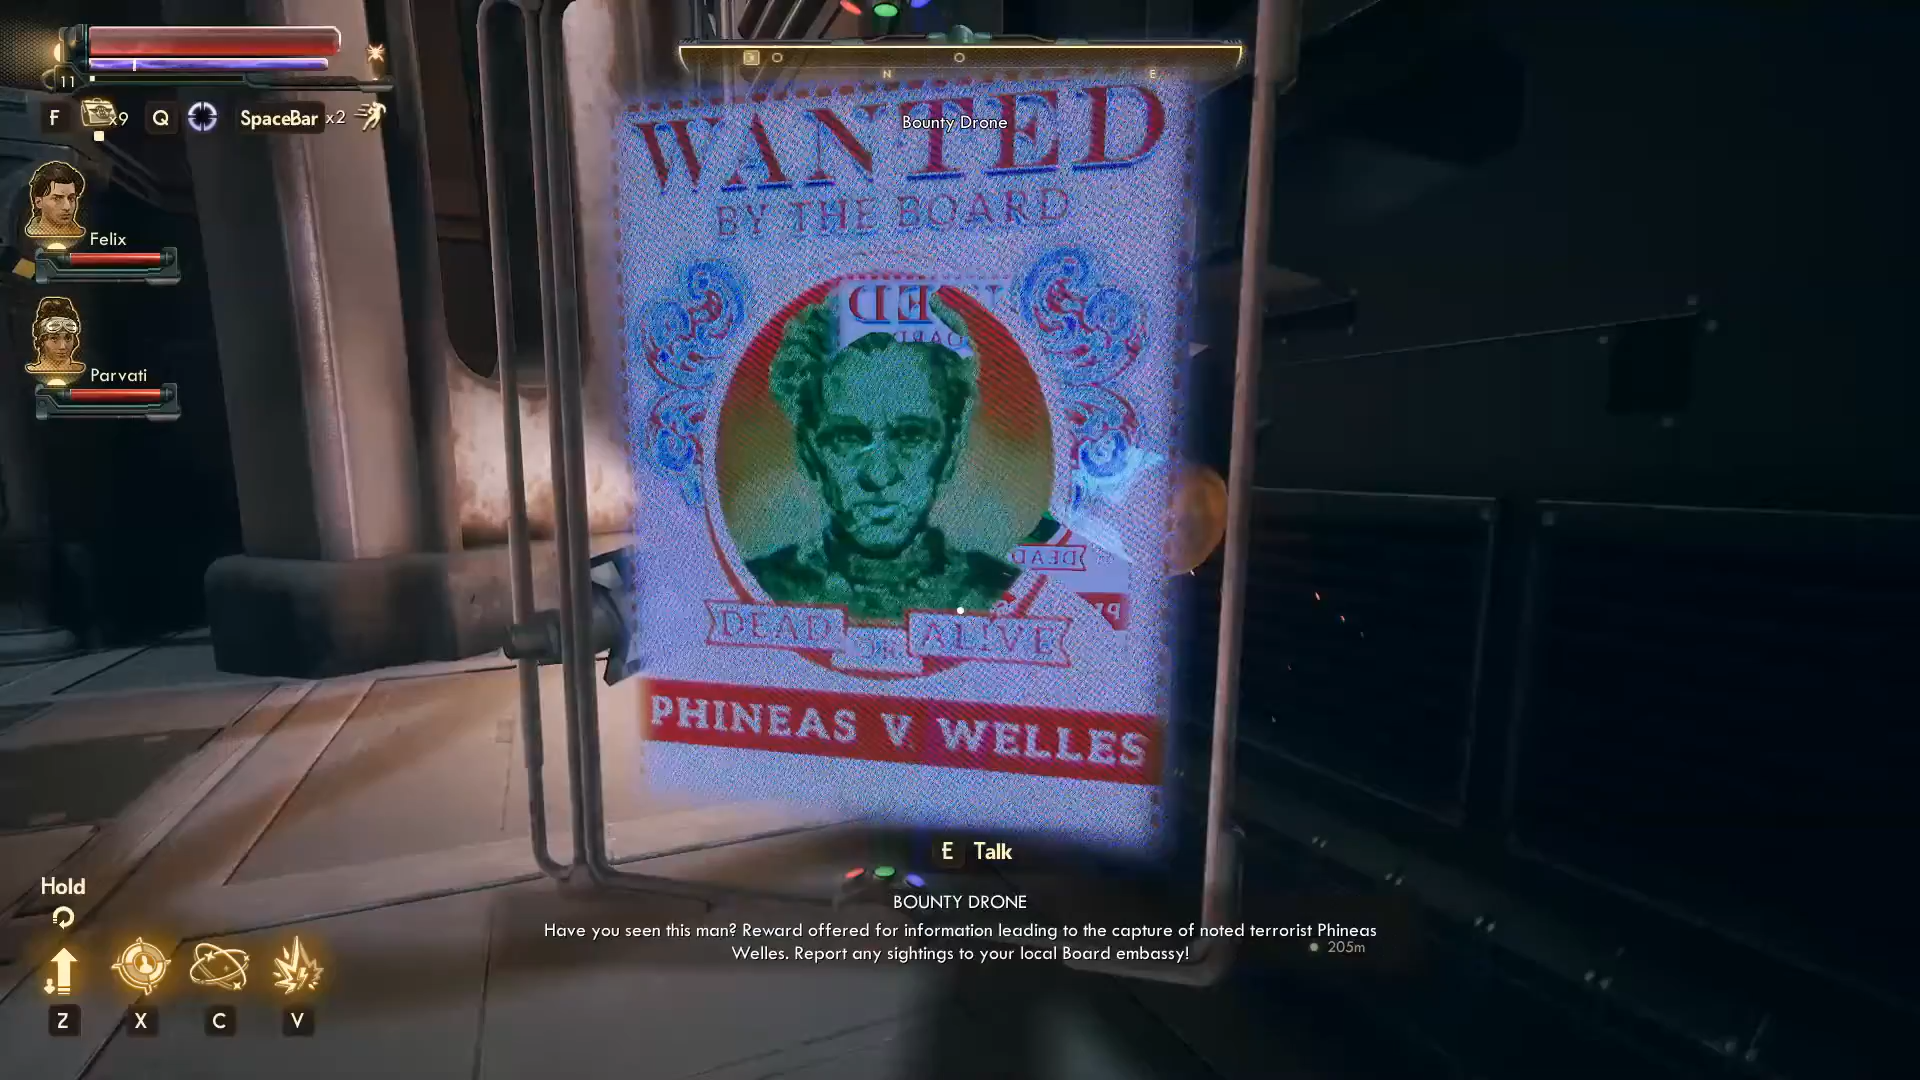 11
F
x9
Q
SpaceBar x2
Felix
Parvati
N
E
Bounty Drone
WANTED
BY THE BOARD
DEAD OR ALIVE
PHINEAS V. WELLES
E Talk
BOUNTY DRONE
Have you seen this man? Reward offered for information leading to the capture of noted terrorist Phineas
Welles. Report any sightings to your local Board embassy!
205m
Hold
Z
X
C
V